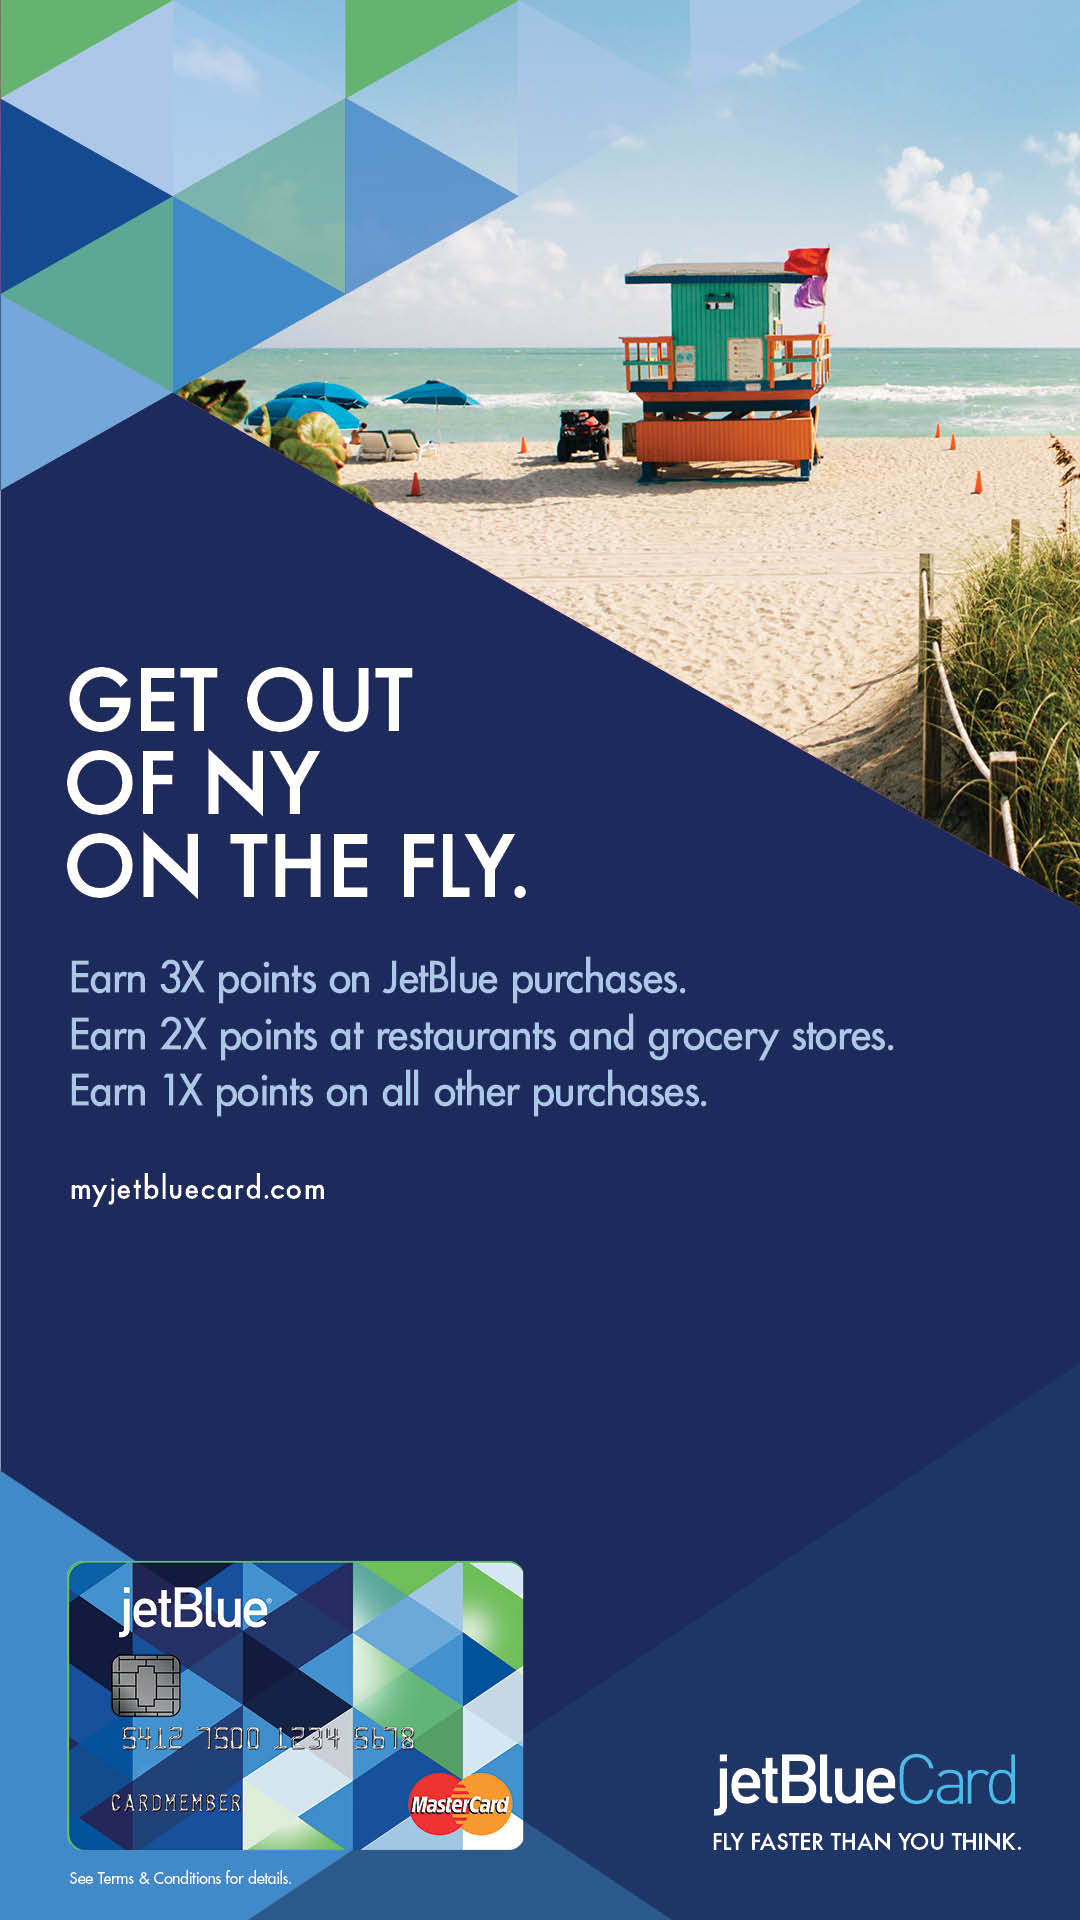 GET OUT
OF NY
ON THE FLY.
Earn 3X points on JetBlue purchases.
Earn 2X points at restaurants and grocery stores.
Earn 1X points on all other purchases.
myjetbluecard.com
jetBlue®
5412 7500 1234 5678
CARDMEMBER
MasterCard
See Terms & Conditions for details.
jetBlueCard
FLY FASTER THAN YOU THINK.